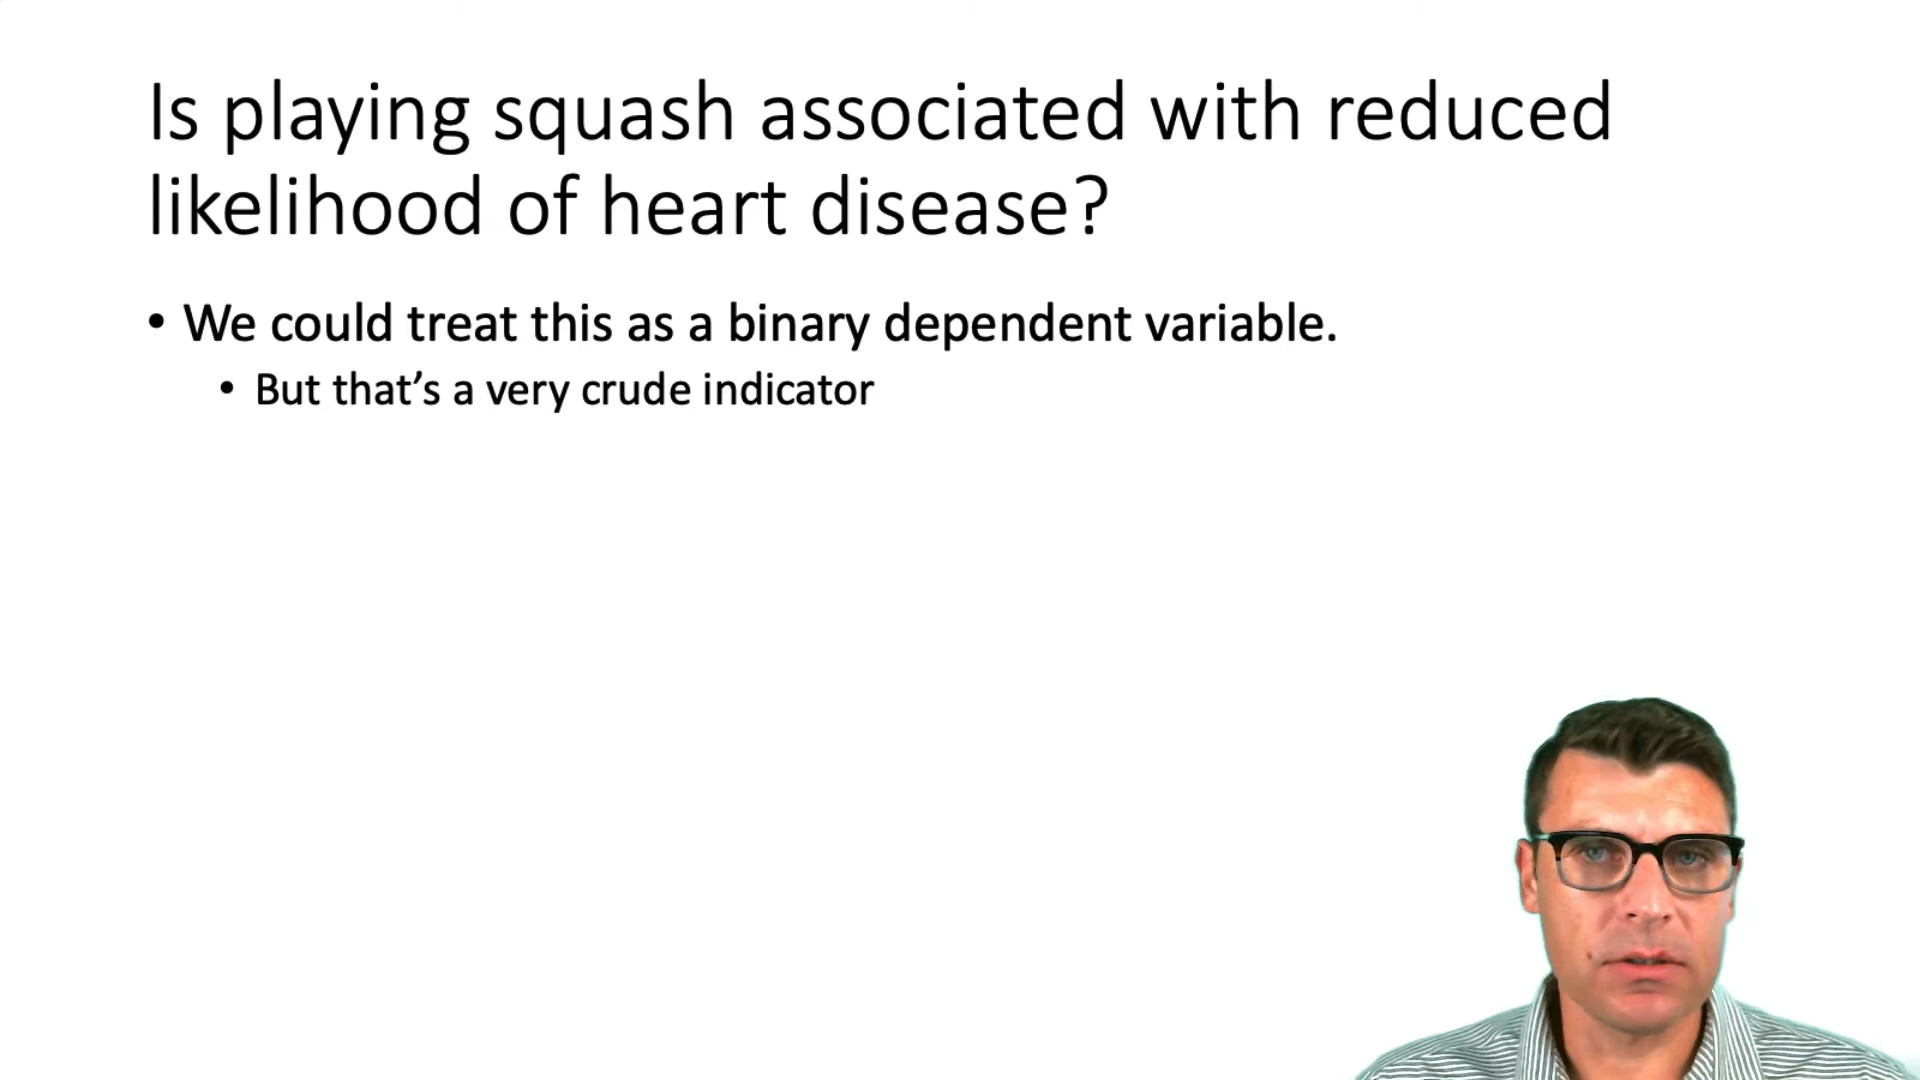 Is playing squash associated with reduced
likelihood of heart disease?
• We could treat this as a binary dependent variable.
• But that’s a very crude indicator